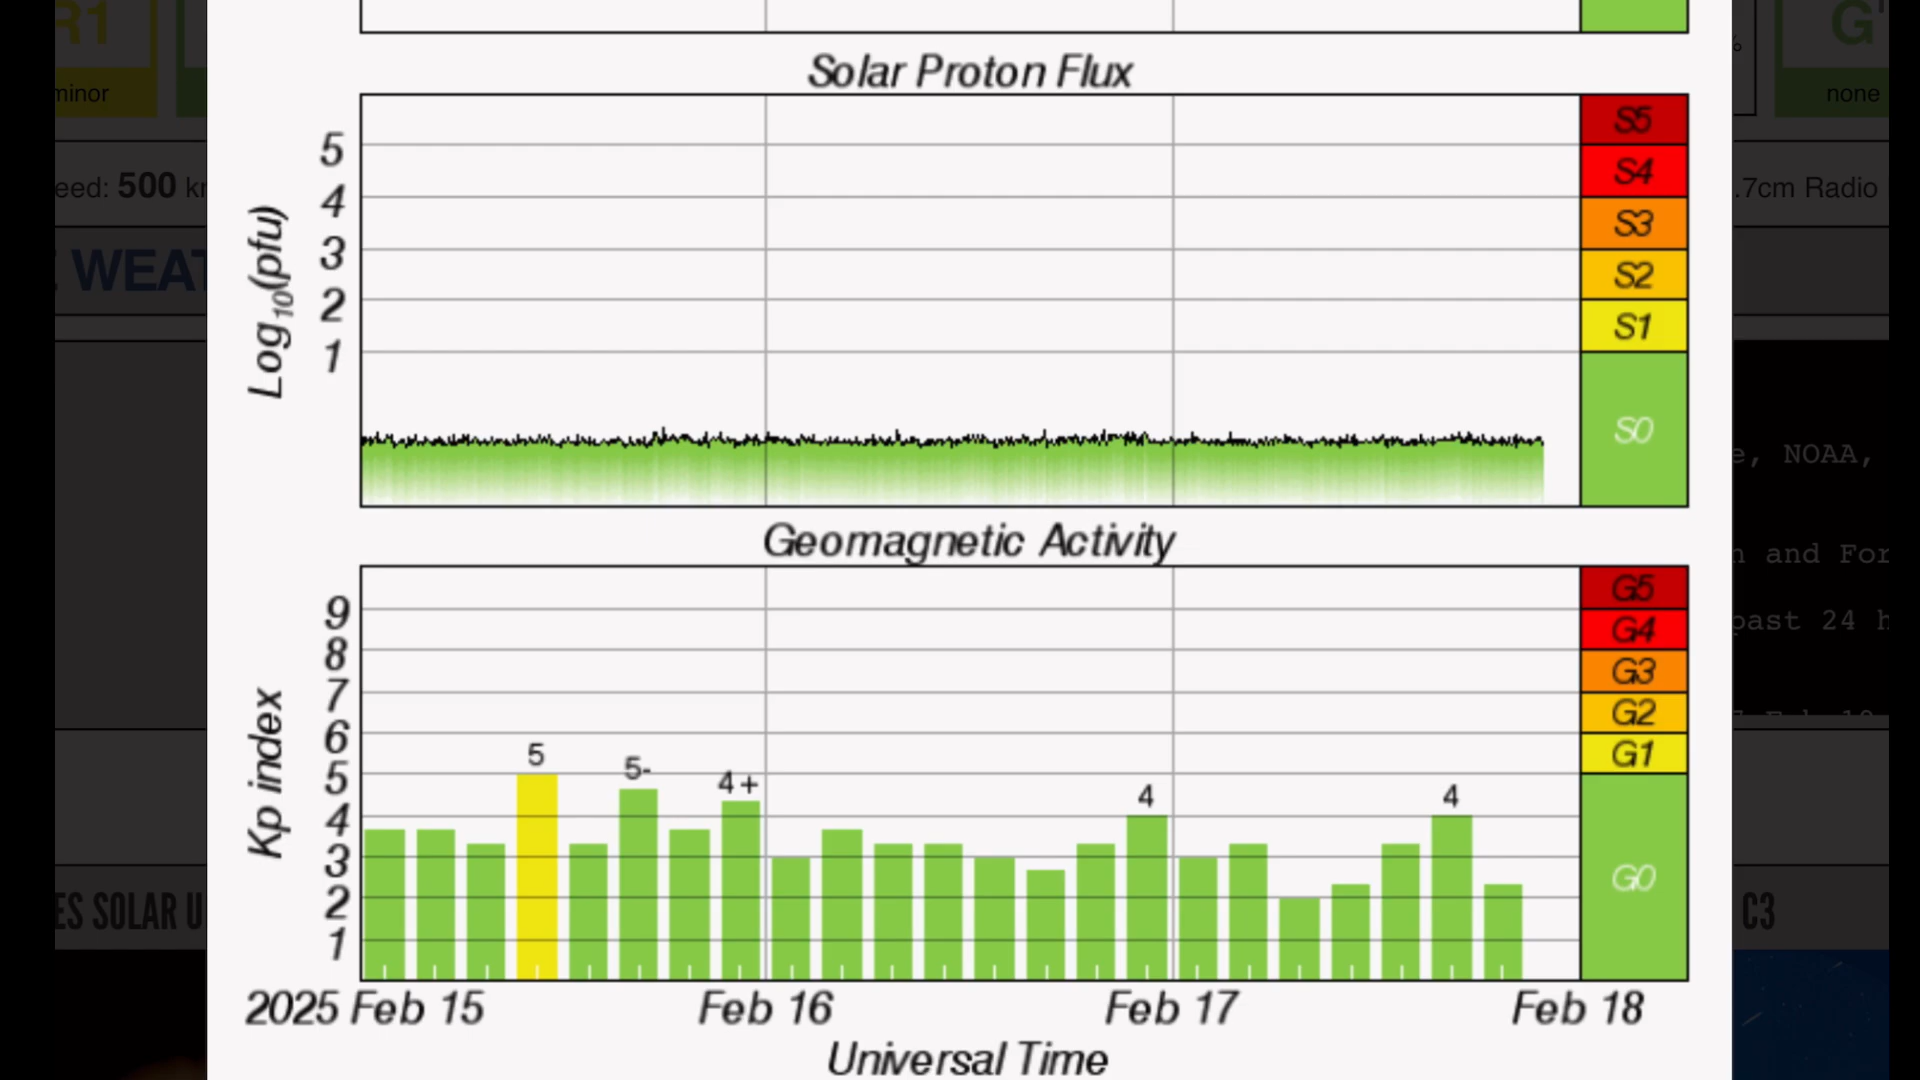 R1
G
minor
none
Solar Proton Flux
S5
S4
S3
S2
S1
S0
5
4
3
2
1
Log10(pfu)
eed: 500 k
.7cm Radio
WEAT
e, NOAA,
n and For
past 24 h
Geomagnetic Activity
G5
G4
G3
G2
G1
G0
9
8
7
6
5
4
3
2
1
Kp index
5
5-
4+
4
4
ES SOLAR U
C3
2025 Feb 15
Feb 16
Feb 17
Feb 18
Universal Time